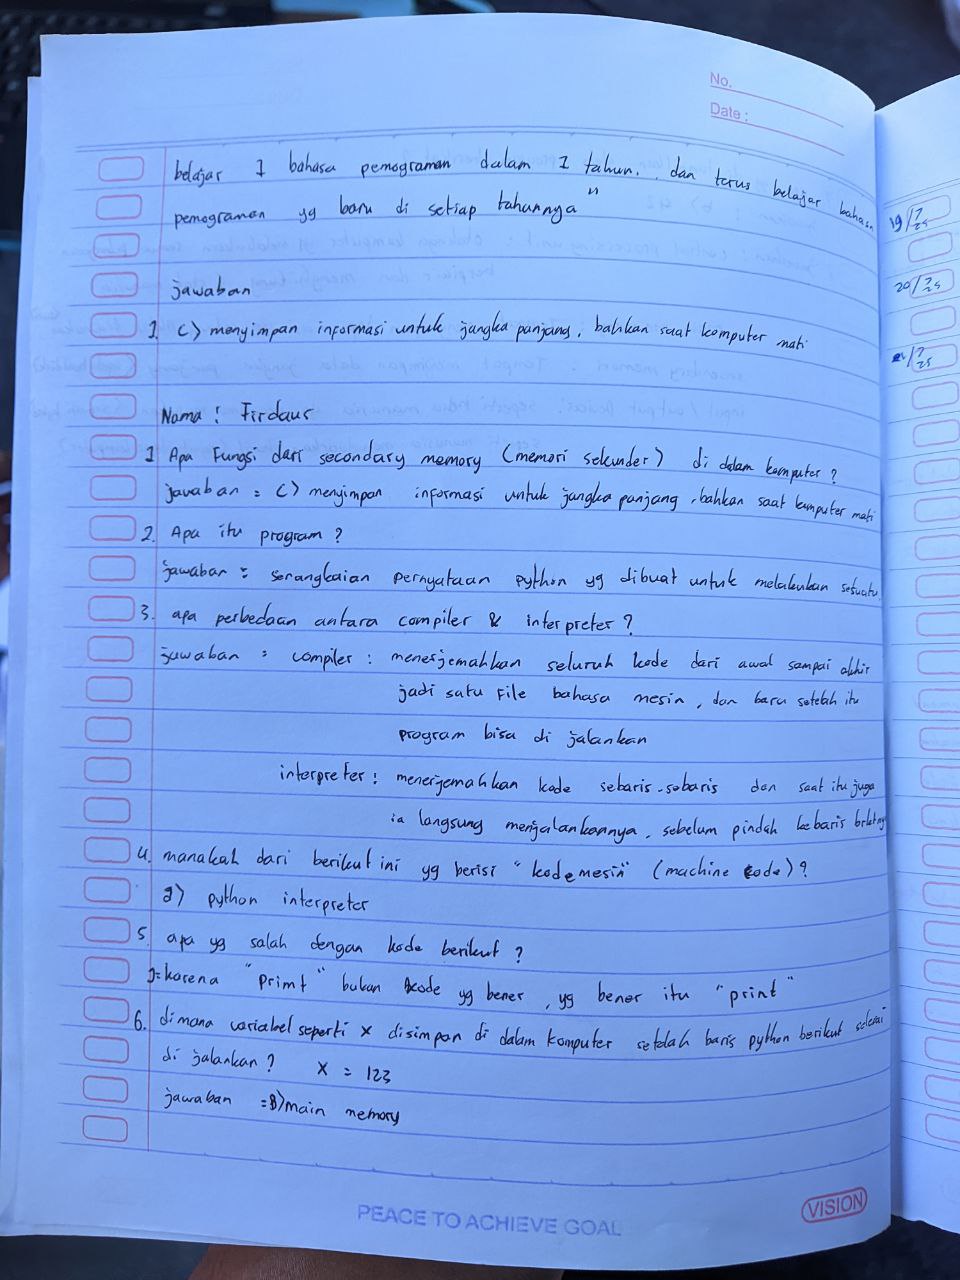 No.
Date :
belajar 1 bahasa pemograman dalam 1 tahun. dan terus belajar bahasa
pemograman yg baru di setiap tahunnya"
jawaban
1. C) menyimpan informasi untuk jangka panjang, bahkan saat komputer mati
Nama : Firdaus
1 Apa Fungsi dari secondary memory (memori sekunder) di dalam komputer ?
jawaban = C) menyimpan informasi untuk jangka panjang, bahkan saat komputer mati
2. Apa itu program ?
jawaban = serangkaian pernyataan python yg dibuat untuk melakukan sesuatu.
3. apa perbedaan antara compiler & interpreter ?
jawaban = compiler : menerjemahkan seluruh kode dari awal sampai akhir
jadi satu file bahasa mesin, dan baru setelah itu
program bisa di jalankan
interpreter : menerjemahkan kode sebaris-sebaris dan saat itu juga
ia langsung menjalankannya, sebelum pindah kebaris
4. manakah dari berikut ini yg berisi "kode mesin" (machine code) ?
python interpreter
5. apa yg salah dengan kode berikut ?
J=karena "primt" bukan kode yg bener, yg bener itu "print"
6. dimana variabel seperti x disimpan di dalam komputer setelah baris python berikut selesai
di jalankan ? x = 123
jawaban =B) main memory
PEACE TO ACHIEVE GOAL
VISION
19/7
25
20/7
25
/7
25